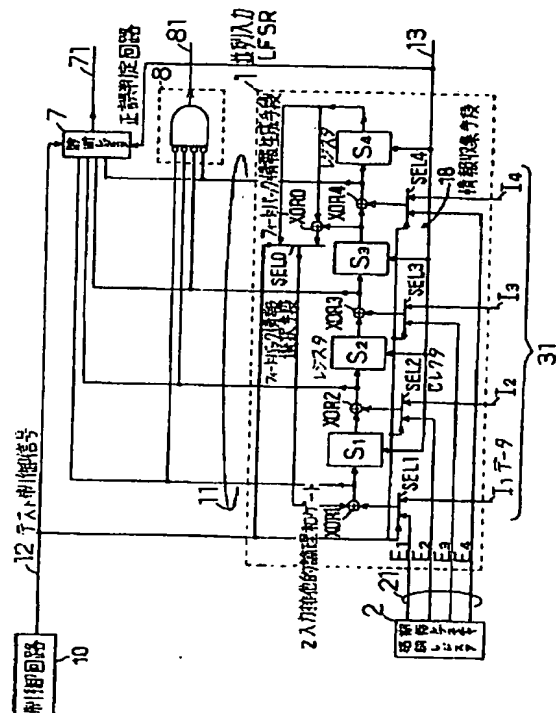 制御回路
10
12 テスト制御信号
7
71
正誤判定回路
8
81
11
並列入力
LFSR
1
フィードバック情報生成手段
フィードバック情報
選択手段
SEL0
XOR0
レジスタ
レジスタ
2入力排他的論理和ゲート
XOR1
XOR2
XOR3
XOR4
S1
S2
S3
S4
13
SEL1
SEL2
SEL3
SEL4
セレクタ
18
情報収集手段
E1
E2
E3
E4
21
2
I1 データ
I2
I3
I4
31